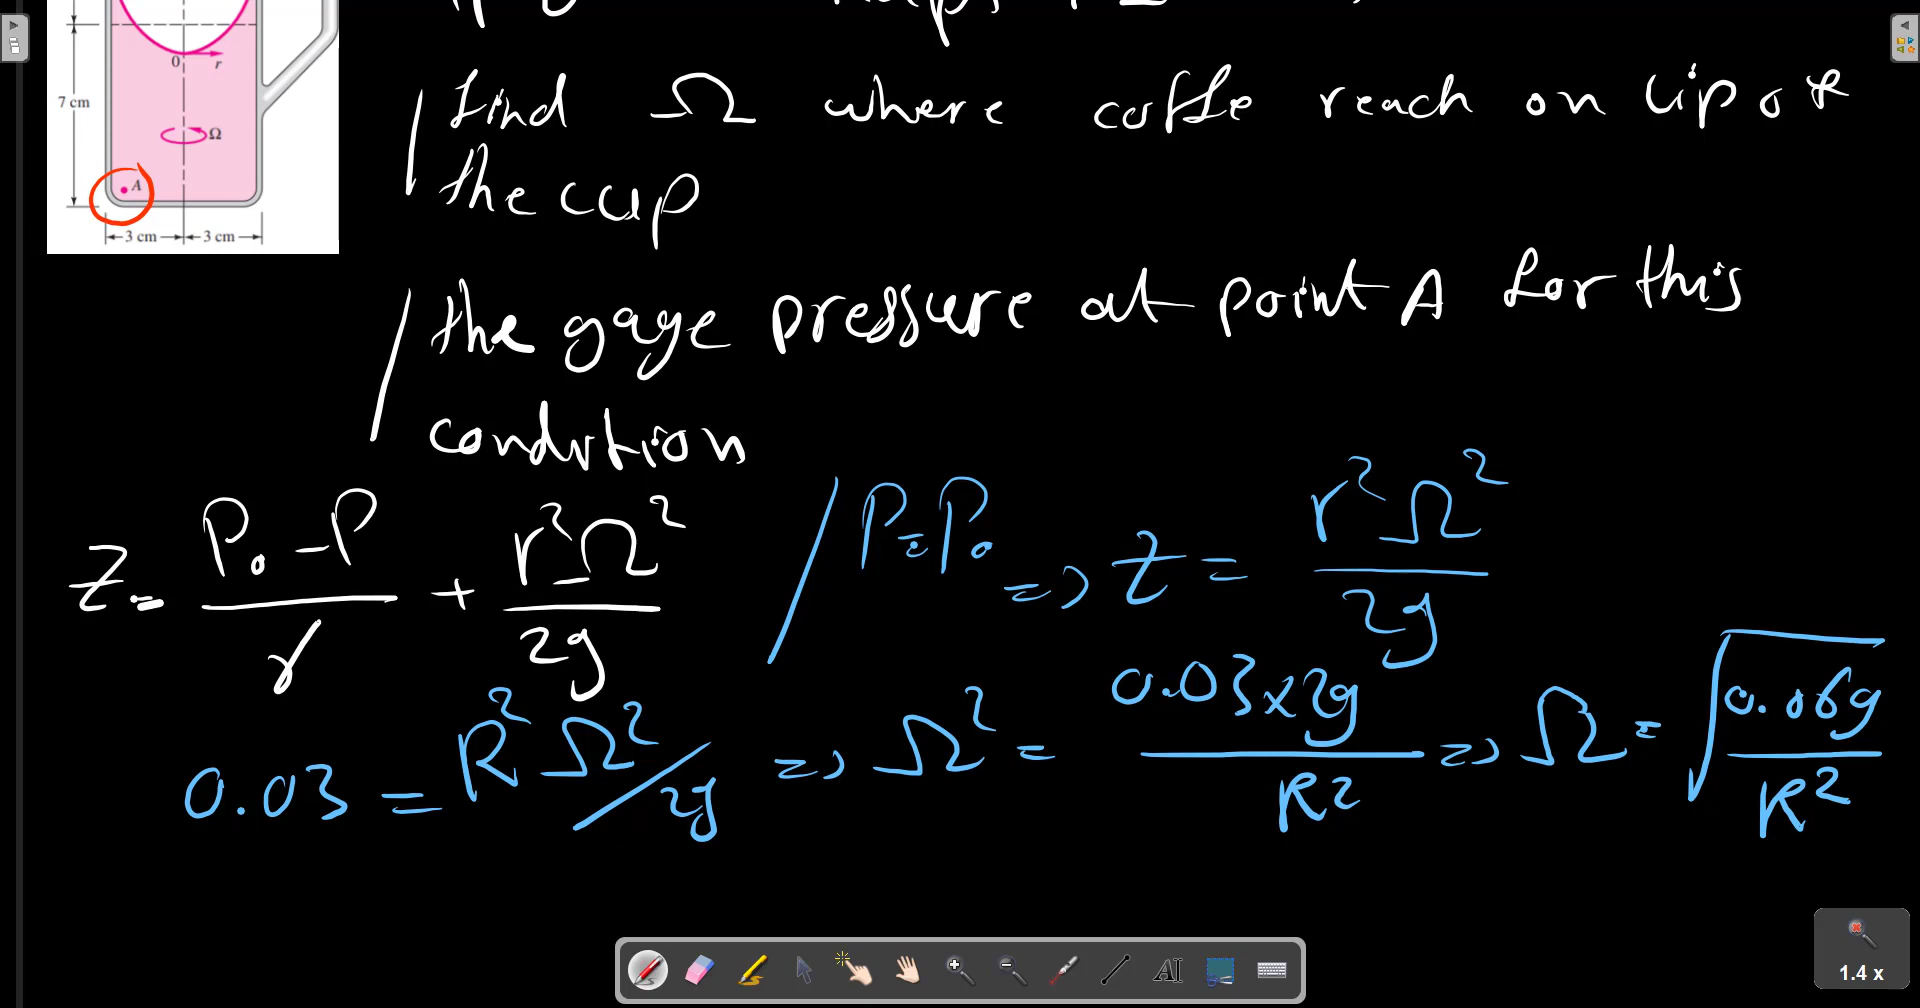 0 r
7 cm
Ω
A
3 cm 3 cm
find Ω where coffe reach on lip of
the cup
the gage pressure at point A for this
condition
Z = (P₀ - P)/γ + r²Ω²/2g / P = P₀ => Z = r²Ω²/2g
0.03 = R²Ω²/2g => Ω² = 0.03x2g/R² => Ω = √(0.06g/R²)
1.4 x